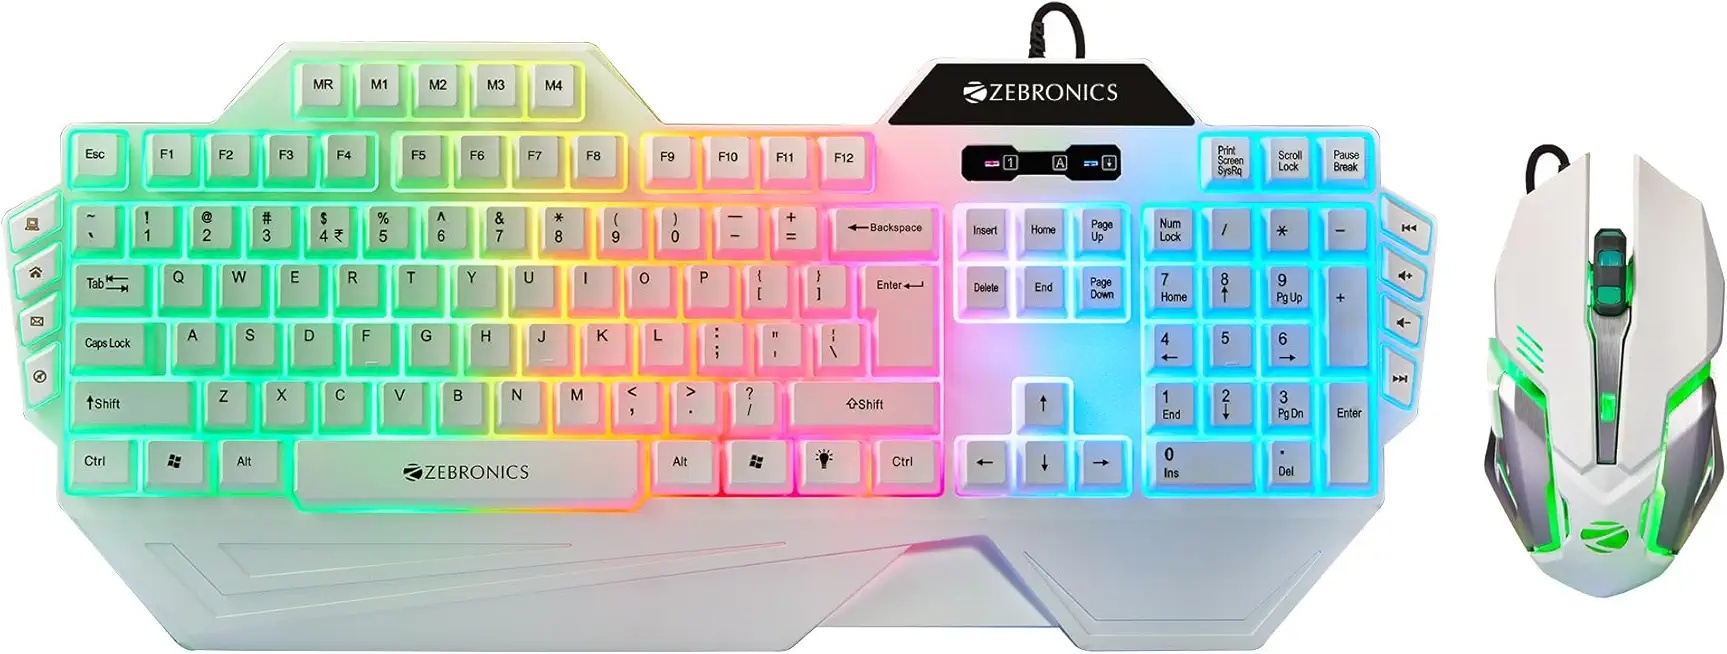 ZEBRONICS
MR M1 M2 M3 M4
1 A
Esc F1 F2 F3 F4 F5 F6 F7 F8 F9 F10 F11 F12
Print
Screen
SysRq
Scroll
Lock
Pause
Break
~ ! @ # $ % ^ & * ( ) — +
` 1 2 3 4 ₹ 5 6 7 8 9 0 – = ←Backspace
Insert Home Page
Up
Num
Lock / * –
Tab Q W E R T Y U I O P { }
[ ] Enter
Delete End Page
Down
7
Home
8
↑
9
Pg Up
+
Caps Lock A S D F G H J K L : " ¦
; ' \
4
←
5
6
→
↑Shift Z X C V B N M < > ?
, . / ⇧Shift
↑
1
End
2
↓
3
Pg Dn
Enter
Ctrl Alt ZEBRONICS Alt Ctrl
← ↓ →
0
Ins
.
Del